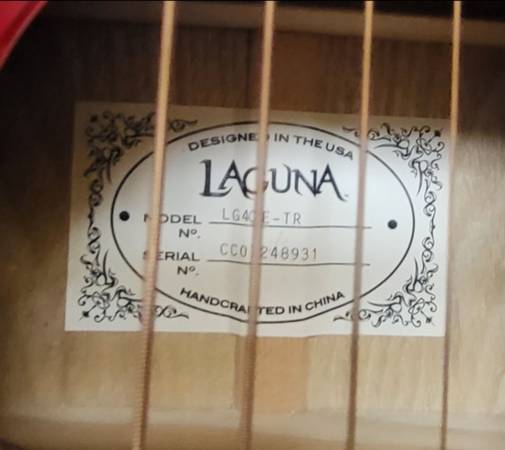 DESIGNED IN THE USA
LAGUNA
MODEL
Nº.
SERIAL
Nº.
HANDCRAFTED IN CHINA